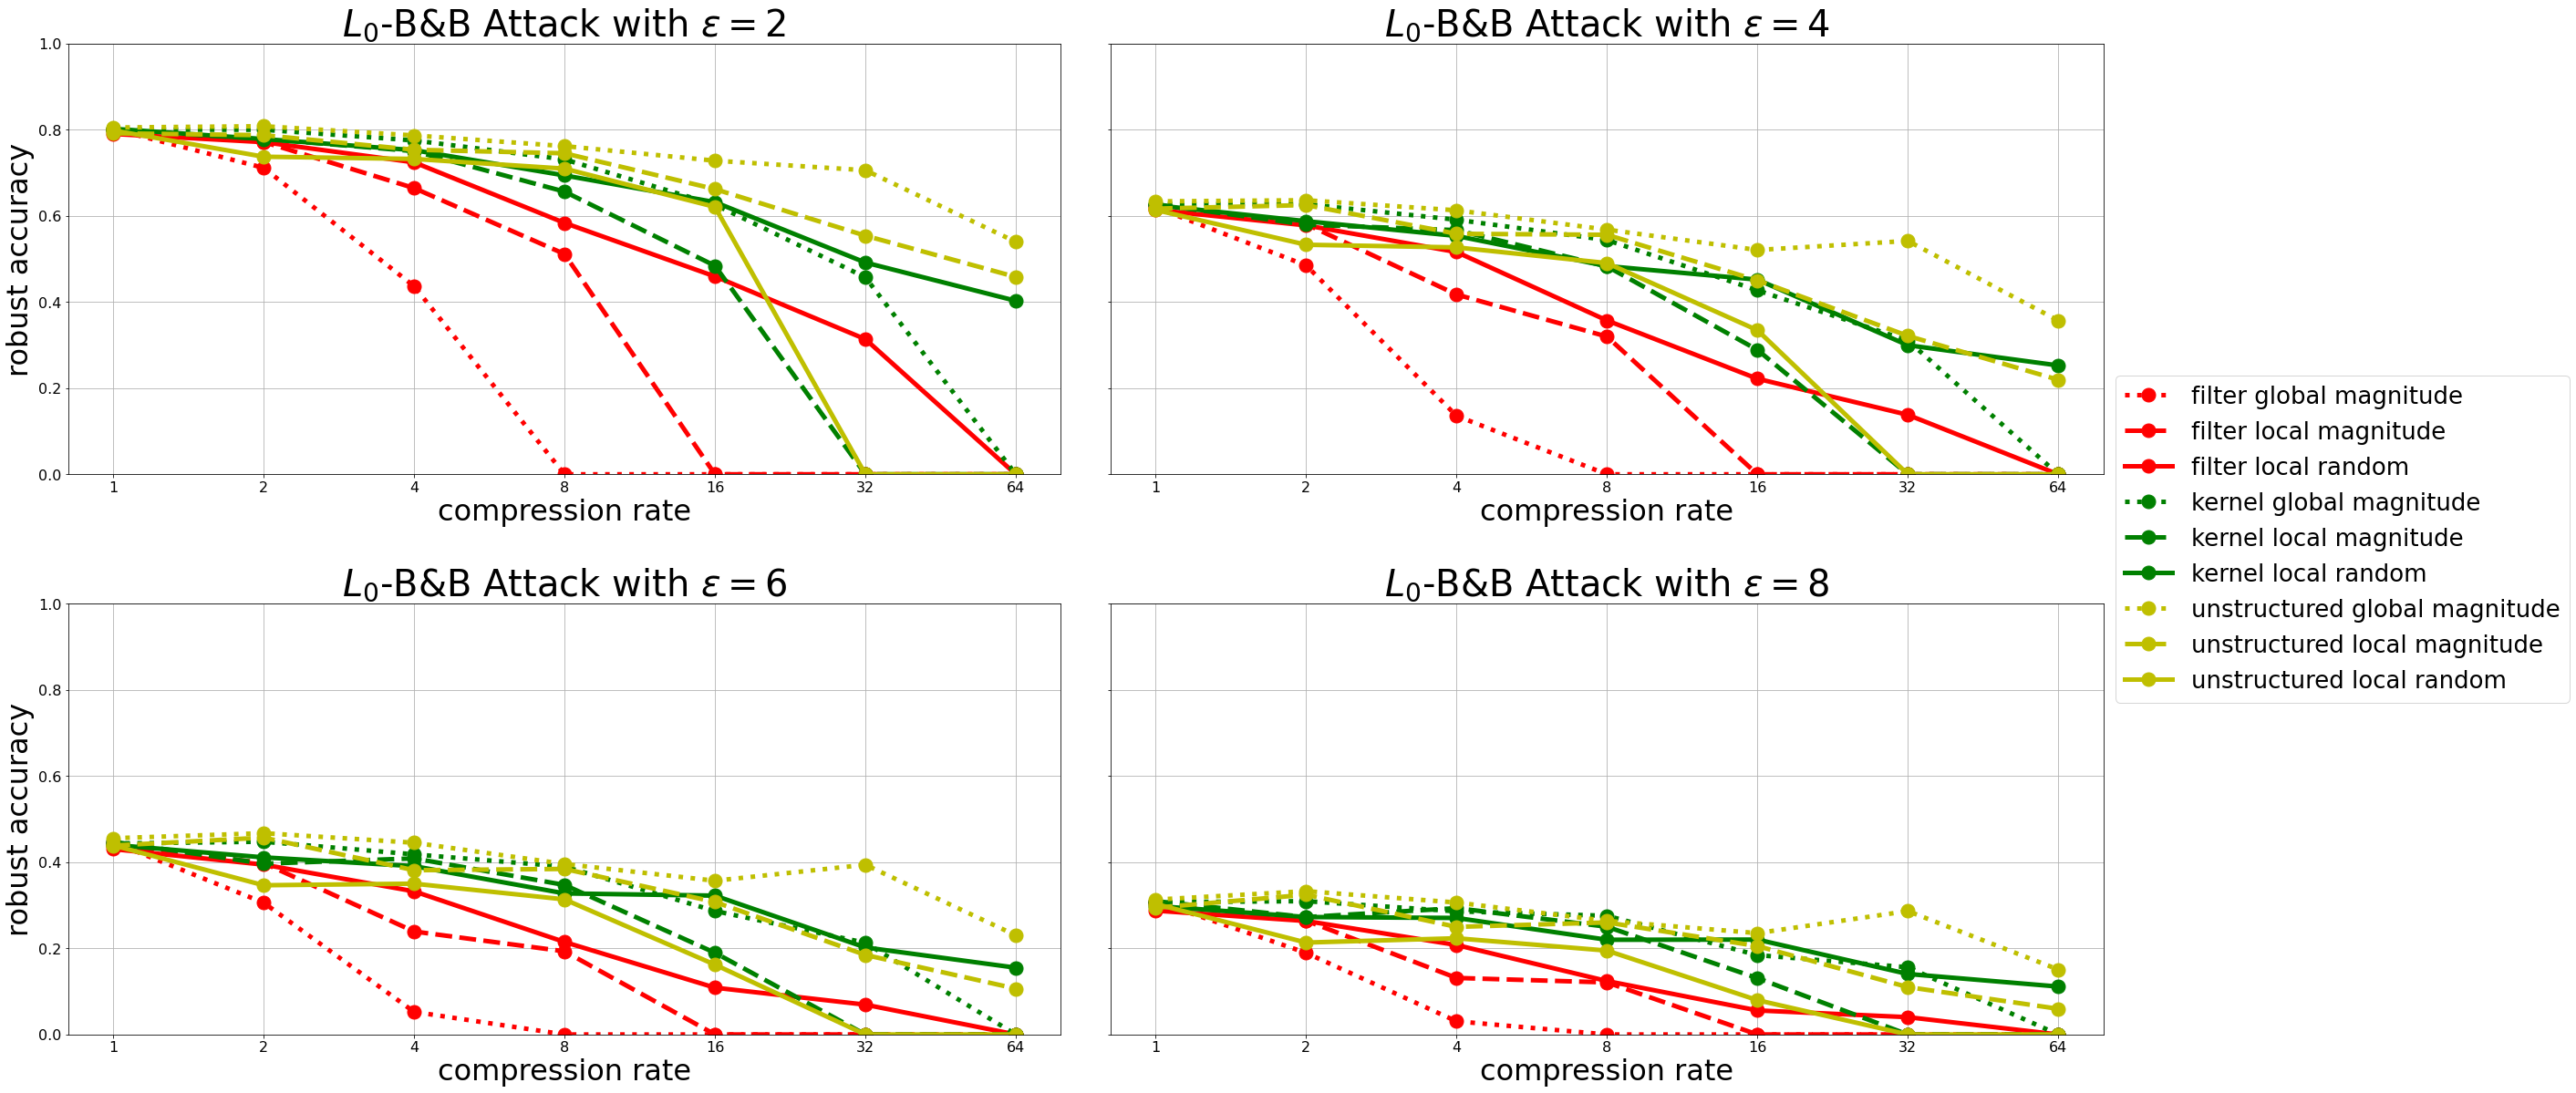 L₀-B&B Attack with ε = 2
L₀-B&B Attack with ε = 4
robust accuracy
1.0
0.8
0.6
0.4
0.2
0.0
1 2 4 8 16 32 64
1 2 4 8 16 32 64
compression rate
compression rate
filter global magnitude
filter local magnitude
filter local random
kernel global magnitude
kernel local magnitude
kernel local random
unstructured global magnitude
unstructured local magnitude
unstructured local random
L₀-B&B Attack with ε = 6
L₀-B&B Attack with ε = 8
robust accuracy
1.0
0.8
0.6
0.4
0.2
0.0
1 2 4 8 16 32 64
1 2 4 8 16 32 64
compression rate
compression rate